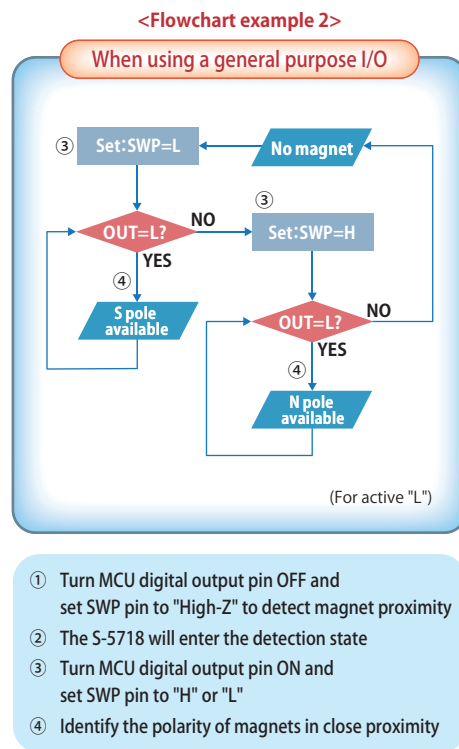 <Flowchart example 2>
When using a general purpose I/O
③ Set:SWP=L
No magnet
OUT=L?
NO
③
Set:SWP=H
④
YES
S pole
available
OUT=L?
NO
④
YES
N pole
available
(For active "L")
① Turn MCU digital output pin OFF and
set SWP pin to "High-Z" to detect magnet proximity
② The S-5718 will enter the detection state
③ Turn MCU digital output pin ON and
set SWP pin to "H" or "L"
④ Identify the polarity of magnets in close proximity